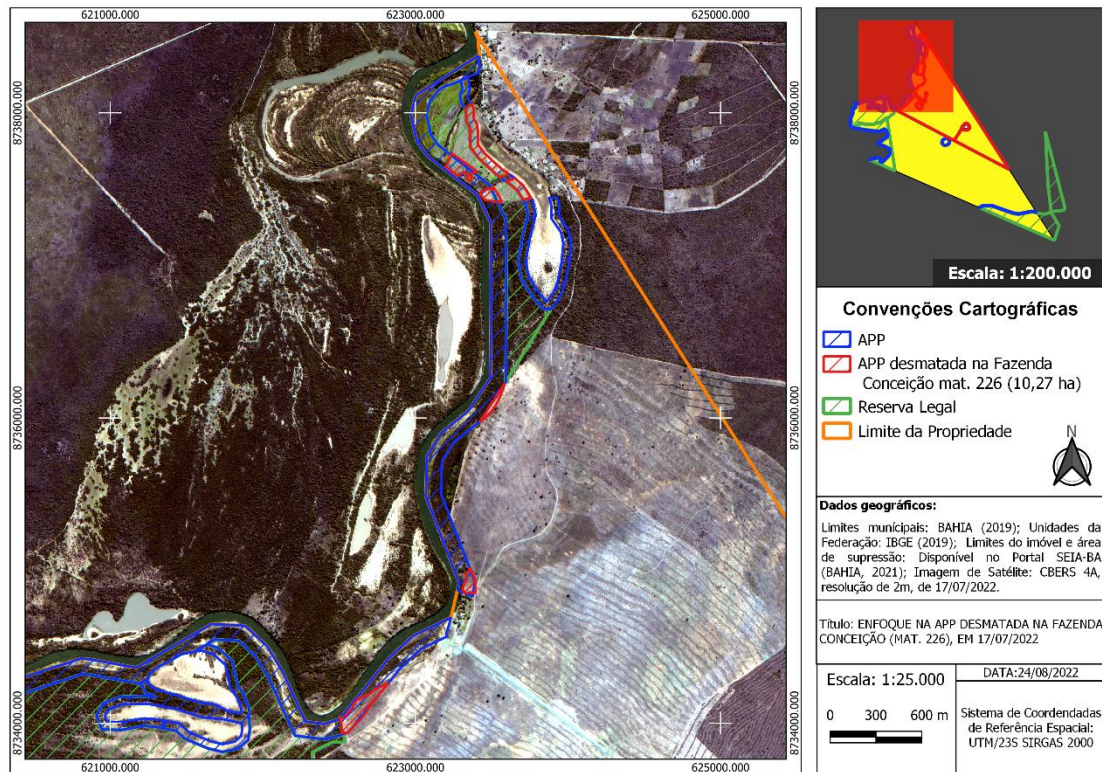 621000.000
623000.000
625000.000
8738000.000
8738000.000
8736000.000
8736000.000
8734000.000
8734000.000
621000.000
623000.000
625000.000
Escala: 1:200.000
Convenções Cartográficas
APP
APP desmatada na Fazenda
Conceição mat. 226 (10,27 ha)
Reserva Legal
Limite da Propriedade
N
Dados geográficos:
Limites municipais: BAHIA (2019); Unidades da
Federação: IBGE (2019); Limites do imóvel e área
de supressão: Disponível no Portal SEIA-BA
(BAHIA, 2021); Imagem de Satélite: CBERS 4A,
resolução de 2m, de 17/07/2022.
Título: ENFOQUE NA APP DESMATADA NA FAZENDA
CONCEIÇÃO (MAT. 226), EM 17/07/2022
Escala: 1:25.000
0 300 600 m
DATA:24/08/2022
Sistema de Coordendadas
de Referência Espacial:
UTM/23S SIRGAS 2000